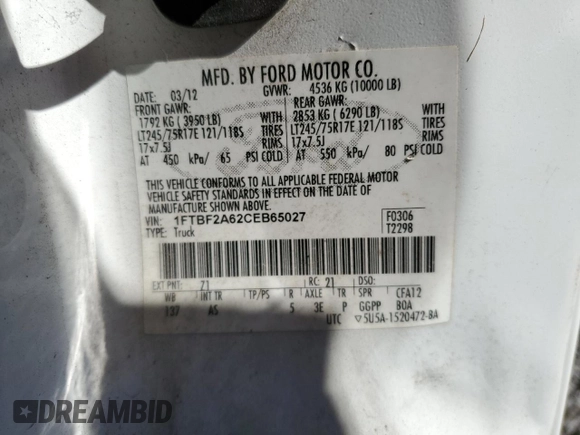 MFD. BY FORD MOTOR CO.
DATE: 03/12 GVWR: 4536 KG (10000 LB)
FRONT GAWR: REAR GAWR:
1792 KG ( 3950 LB) WITH 2853 KG ( 6290 LB) WITH
LT245/75R17E 121/118S TIRES LT245/75R17E 121/118S TIRES
17x7.5J RIMS 17x7.5J RIMS
AT 450 kPa/ 65 PSI COLD AT 550 kPa/ 80 PSI COLD
THIS VEHICLE CONFORMS TO ALL APPLICABLE FEDERAL MOTOR
VEHICLE SAFETY STANDARDS IN EFFECT ON THE DATE OF
MANUFACTURE SHOWN ABOVE.
VIN: 1FTBF2A62CEB65027 F0306
TYPE: Truck T2298
EXT PNT: Z1 RC: 21 DSO:
WB INT TR TP/PS R AXLE TR SPR CFA12
137 AS 5 3E P GGPP BOA
UTC ▽5U5A-1520472-BA
DREAMBID